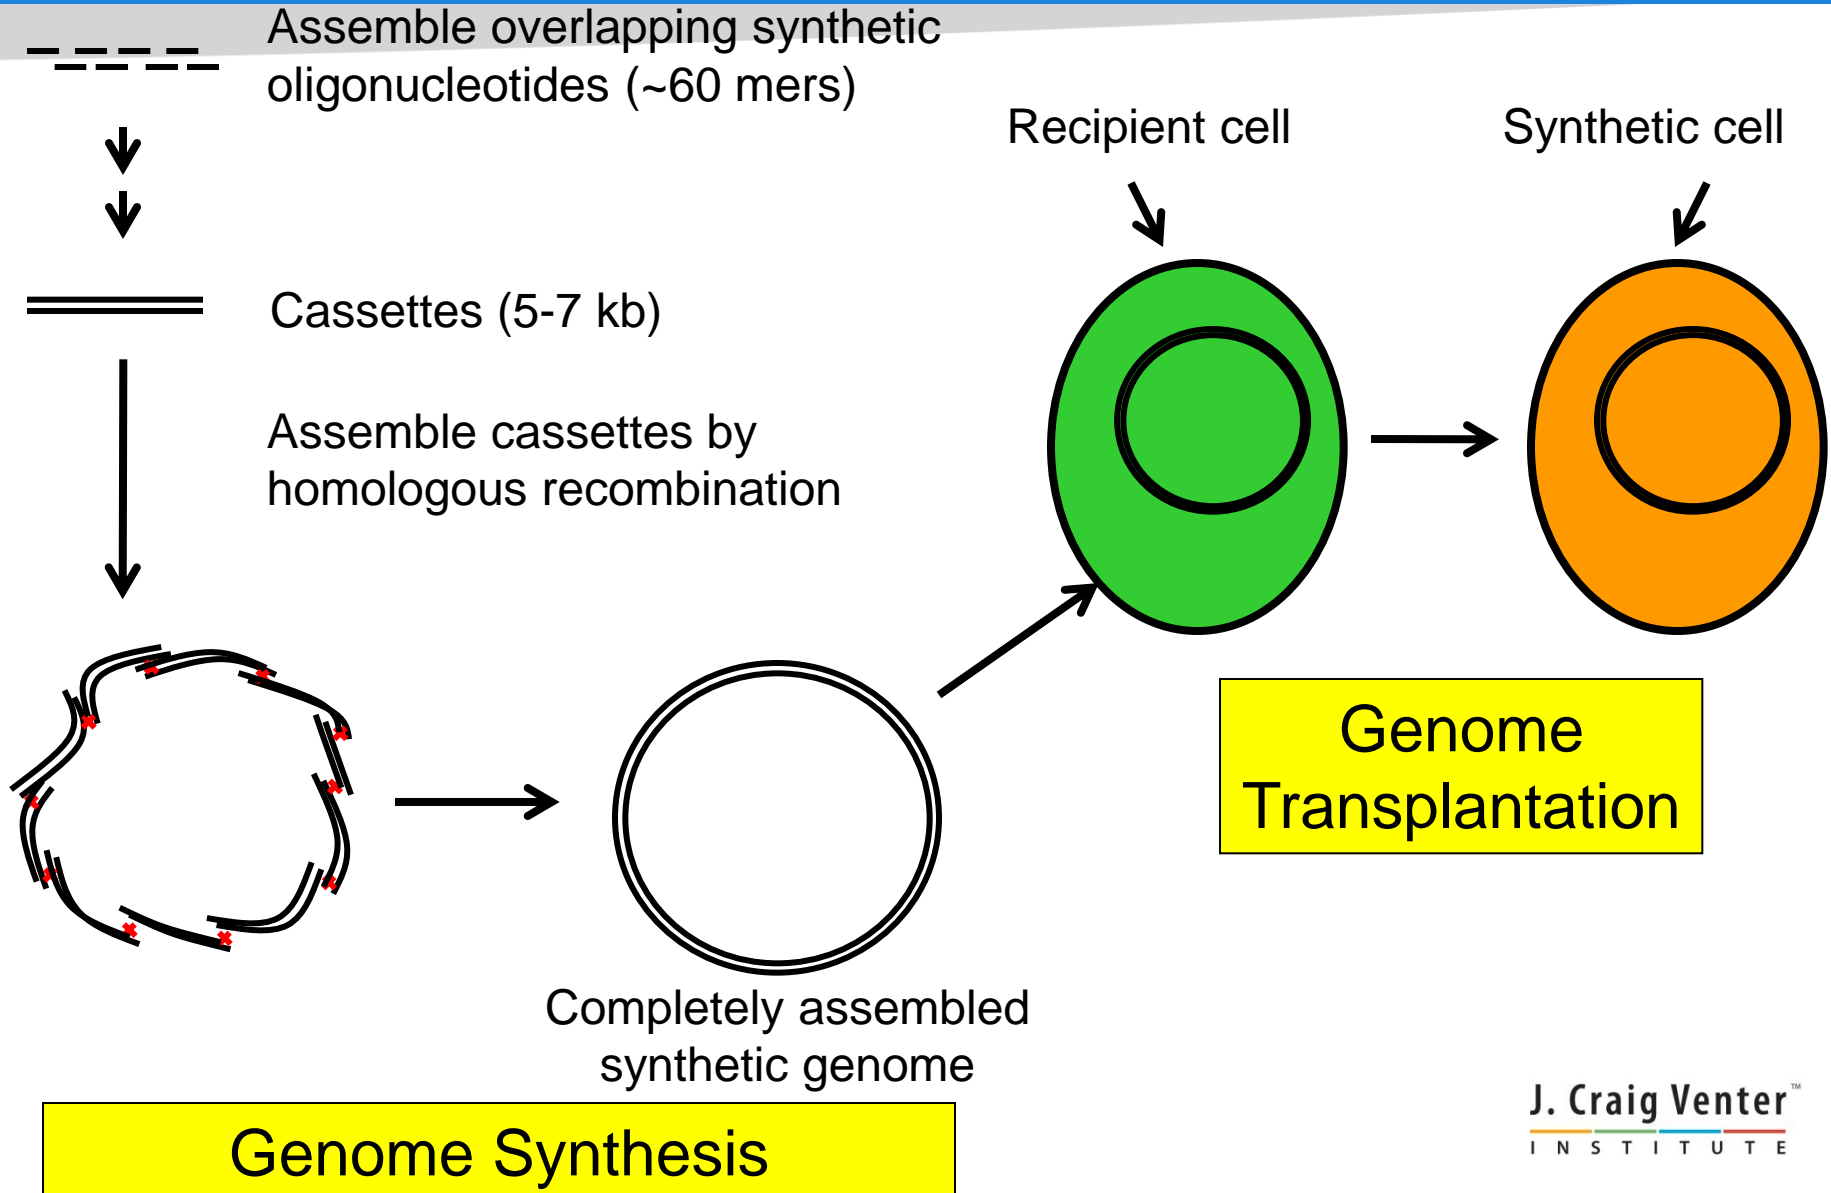 Assemble overlapping synthetic
oligonucleotides (~60 mers)
Recipient cell
Synthetic cell
Cassettes (5-7 kb)
Assemble cassettes by
homologous recombination
Genome
Transplantation
Completely assembled
synthetic genome
Genome Synthesis
J. Craig Venter™
INSTITUTE